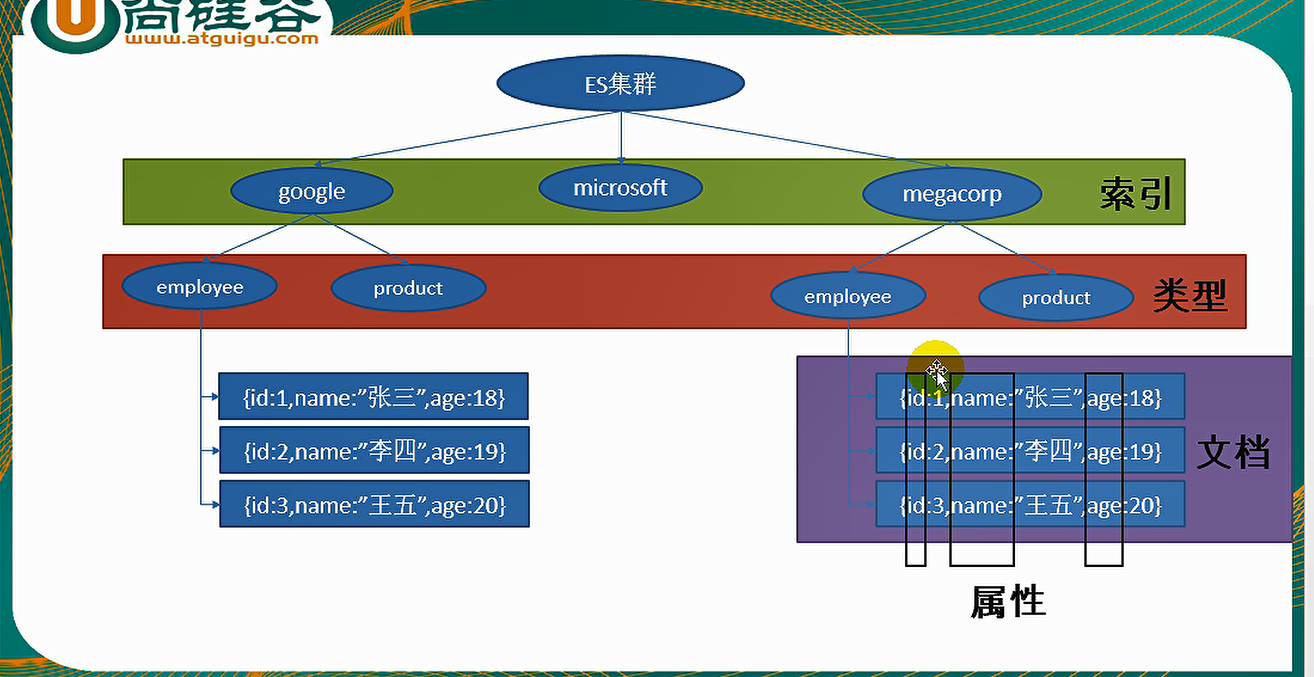 尚硅谷
www.atguigu.com
ES集群
google
microsoft
megacorp
索引
employee
product
employee
product
类型
{id:1,name:”张三”,age:18}
{id:2,name:”李四”,age:19}
{id:3,name:”王五”,age:20}
{id:1,name:”张三”,age:18}
{id:2,name:”李四”,age:19}
{id:3,name:”王五”,age:20}
文档
属性